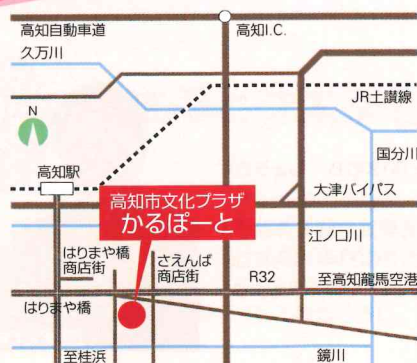 高知自動車道
高知I.C.
久万川
JR土讃線
N
国分川
高知駅
大津バイパス
高知市文化プラザ
かるぽーと
江ノ口川
はりまや橋
商店街
さえんば
商店街
R32
至高知龍馬空港
はりまや橋
至桂浜
鏡川